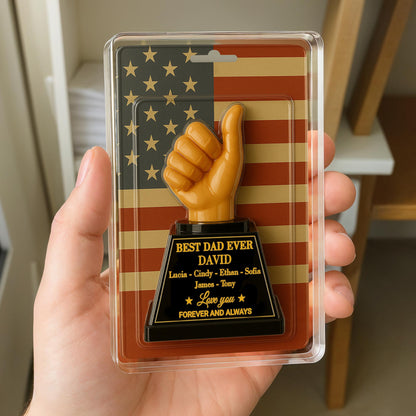 BEST DAD EVER
DAVID
Lucia - Cindy - Ethan - Sofia
James - Tony
Love you
FOREVER AND ALWAYS